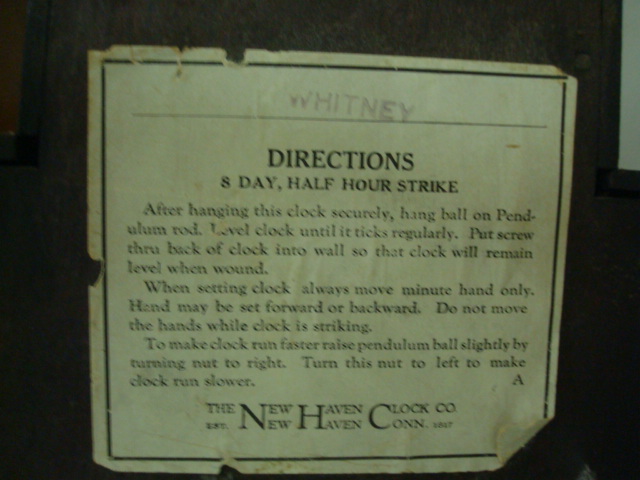 WHITNEY
DIRECTIONS
8 DAY, HALF HOUR STRIKE
After hanging this clock securely, hang ball on Pend-
ulum rod. Level clock until it ticks regularly. Put screw
thru back of clock into wall so that clock will remain
level when wound.
When setting clock always move minute hand only.
Hand may be set forward or backward. Do not move
the hands while clock is striking.
To make clock run faster raise pendulum ball slightly by
turning nut to right. Turn this nut to left to make
clock run slower. A
THE NEW HAVEN CLOCK CO.
EST. NEW HAVEN CONN. 1817